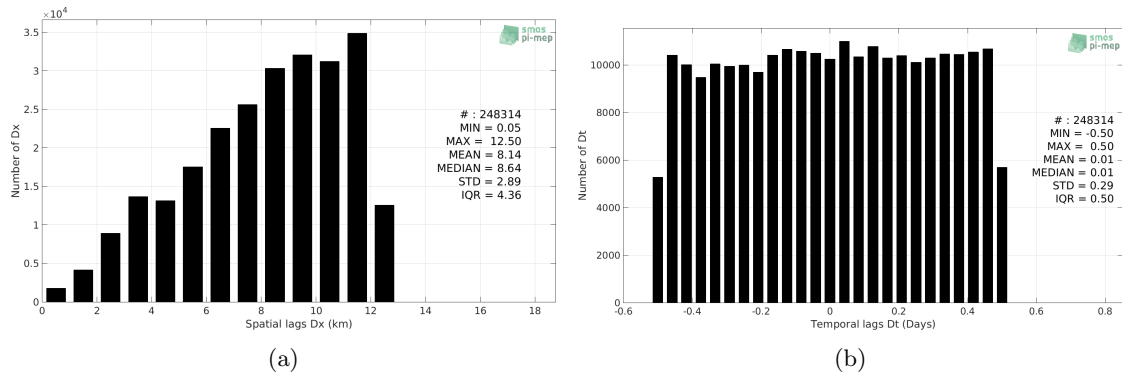 ×10⁴
3.5
3
2.5
2
1.5
1
0.5
0
Number of Dx
smos
pi-mep
# : 248314
MIN = 0.05
MAX = 12.50
MEAN = 8.14
MEDIAN = 8.64
STD = 2.89
IQR = 4.36
0 2 4 6 8 10 12 14 16 18
Spatial lags Dx (km)
(a)
10000
8000
6000
4000
2000
0
Number of Dt
smos
pi-mep
# : 248314
MIN = -0.50
MAX = 0.50
MEAN = 0.01
MEDIAN = 0.01
STD = 0.29
IQR = 0.50
-0.6 -0.4 -0.2 0 0.2 0.4 0.6 0.8
Temporal lags Dt (Days)
(b)